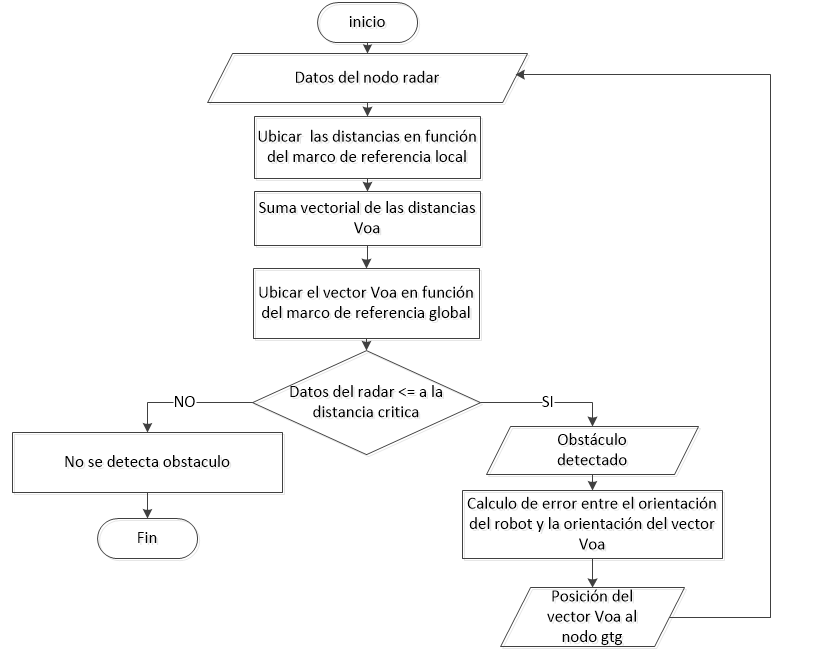 inicio
Datos del nodo radar
Ubicar las distancias en función
del marco de referencia local
Suma vectorial de las distancias
Voa
Ubicar el vector Voa en función
del marco de referencia global
Datos del radar <= a la
distancia critica
NO
SI
No se detecta obstaculo
Fin
Obstáculo
detectado
Calculo de error entre el orientación
del robot y la orientación del vector
Voa
Posición del
vector Voa al
nodo gtg